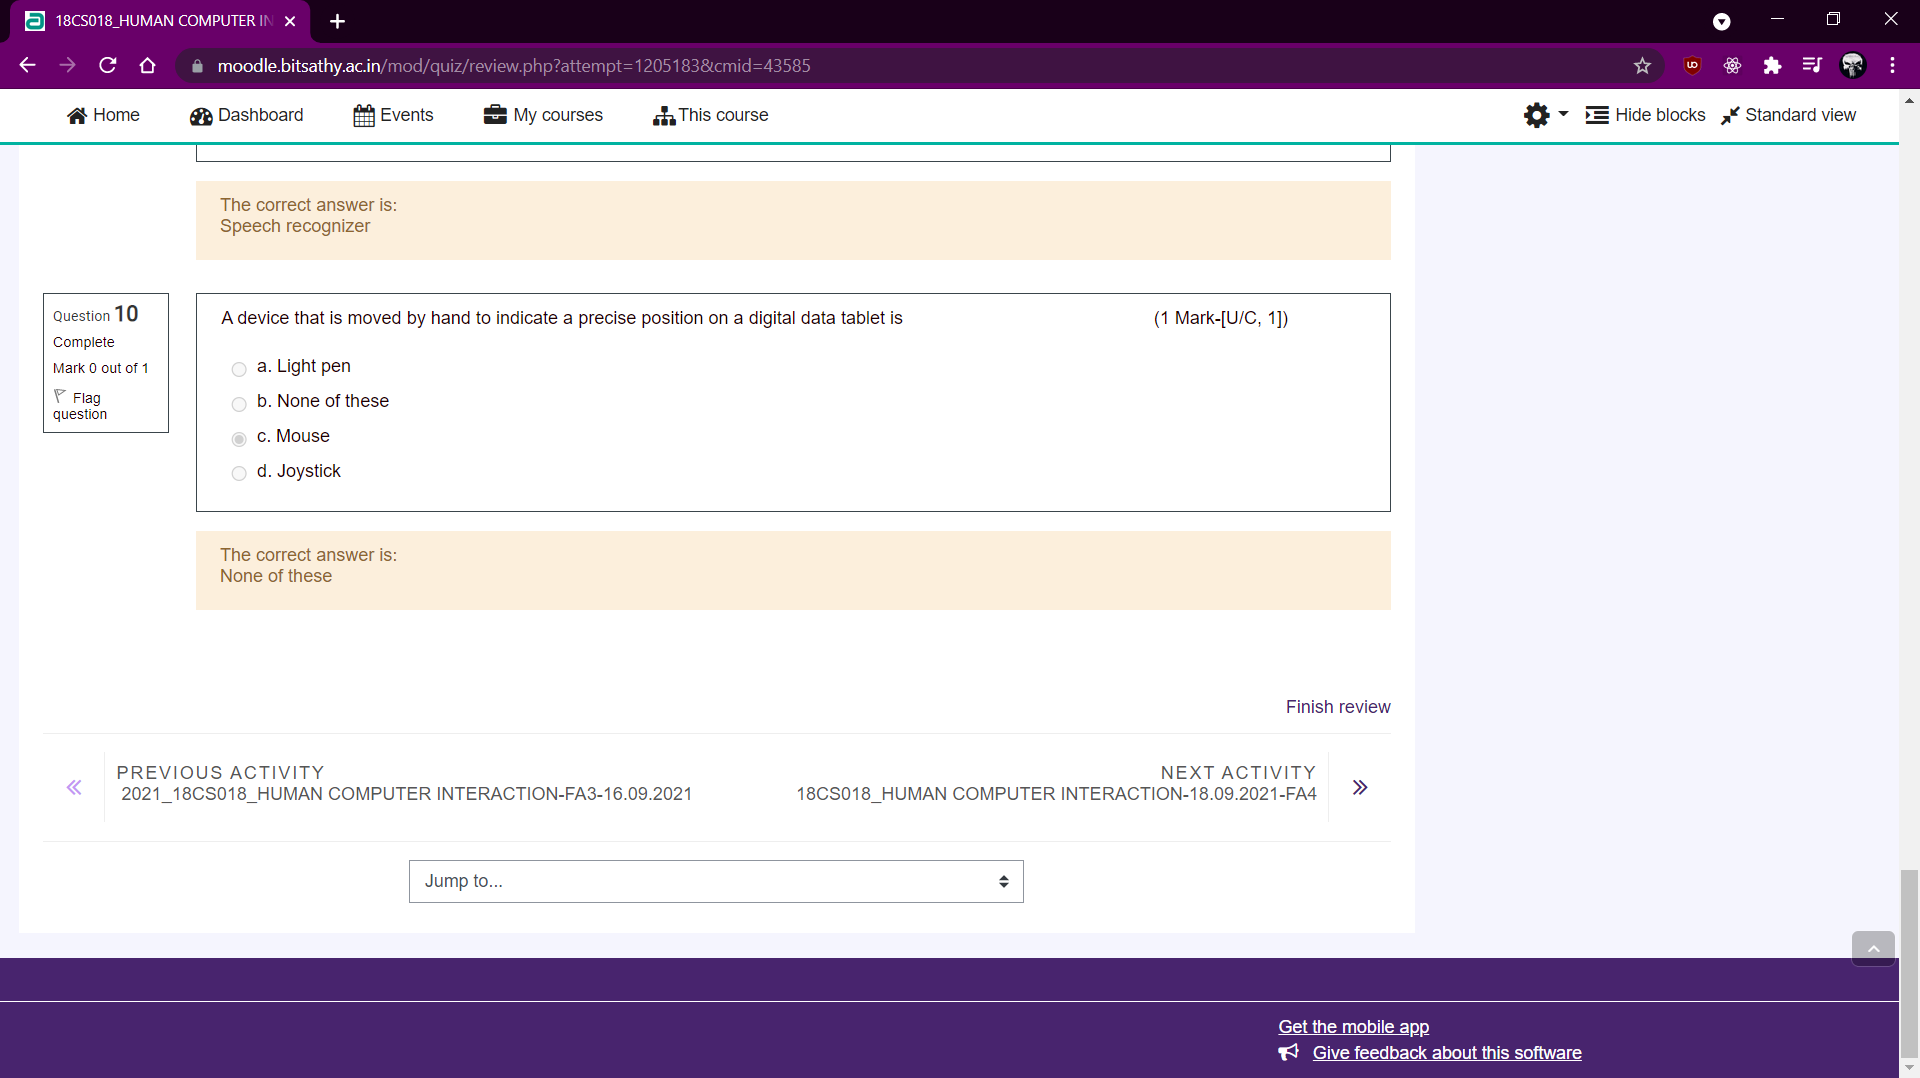 18CS018_HUMAN COMPUTER IN
moodle.bitsathy.ac.in/mod/quiz/review.php?attempt=1205183&cmid=43585
Home
Dashboard
Events
My courses
This course
Hide blocks
Standard view
The correct answer is:
Speech recognizer
Question 10
Complete
Mark 0 out of 1
Flag
question
A device that is moved by hand to indicate a precise position on a digital data tablet is (1 Mark-[U/C, 1])
a. Light pen
b. None of these
c. Mouse
d. Joystick
The correct answer is:
None of these
Finish review
PREVIOUS ACTIVITY
2021_18CS018_HUMAN COMPUTER INTERACTION-FA3-16.09.2021
NEXT ACTIVITY
18CS018_HUMAN COMPUTER INTERACTION-18.09.2021-FA4
Jump to...
Get the mobile app
Give feedback about this software